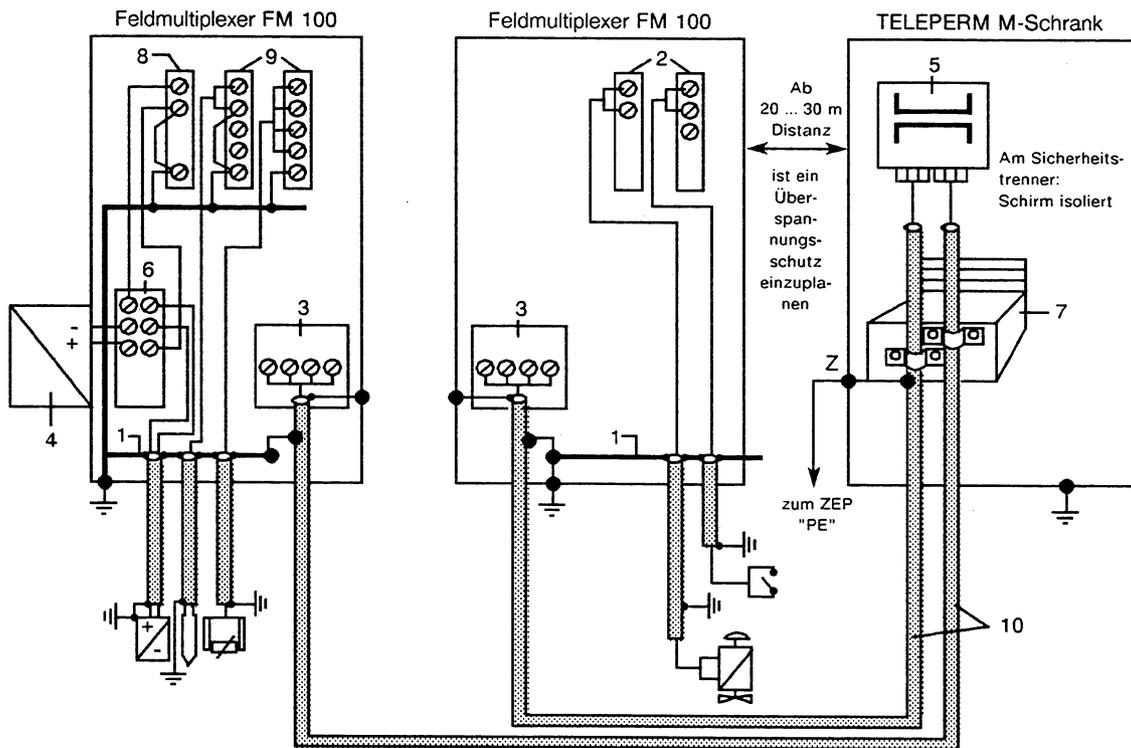 Feldmultiplexer FM 100
Feldmultiplexer FM 100
TELEPERM M-Schrank
8
9
2
5
Ab
20 ... 30 m
Distanz
ist ein
Über-
span-
nungs-
schutz
einzupla-
nen
Am Sicherheits-
trenner:
Schirm isoliert
6
3
3
7
-
+
4
Z
1
1
zum ZEP
"PE"
+
-
10